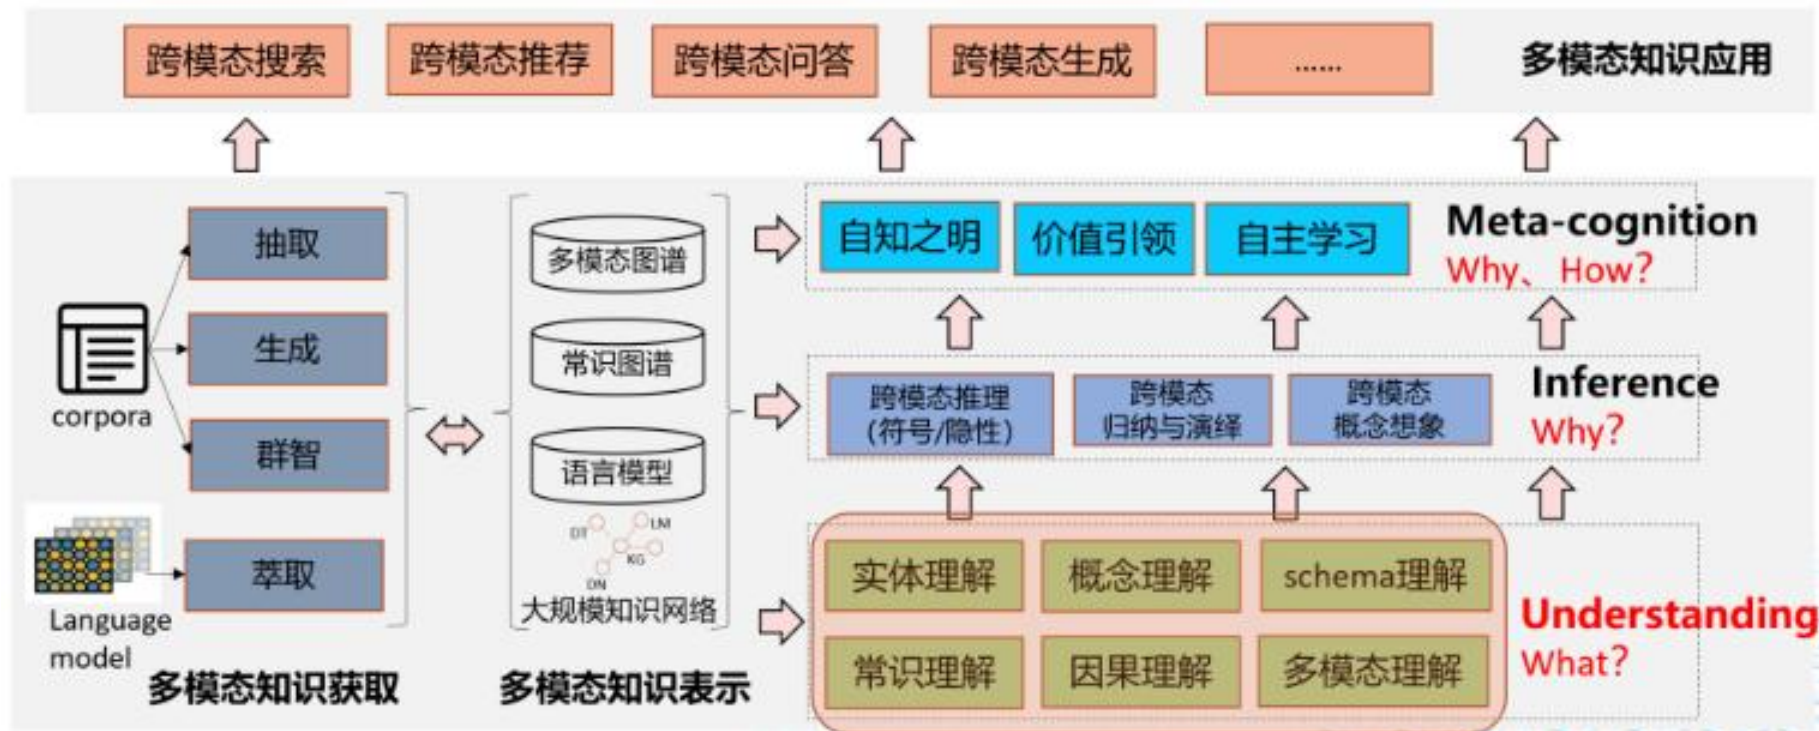 跨模态搜索
跨模态推荐
跨模态问答
跨模态生成
......
多模态知识应用
corpora
Language
model
抽取
生成
群智
萃取
多模态知识获取
多模态图谱
常识图谱
语言模型
DT
LM
KG
DN
大规模知识网络
多模态知识表示
自知之明
价值引领
自主学习
Meta-cognition
Why、How?
跨模态推理
(符号/隐性)
跨模态
归纳与演绎
跨模态
概念想象
Inference
Why?
实体理解
概念理解
schema理解
常识理解
因果理解
多模态理解
Understanding
What?